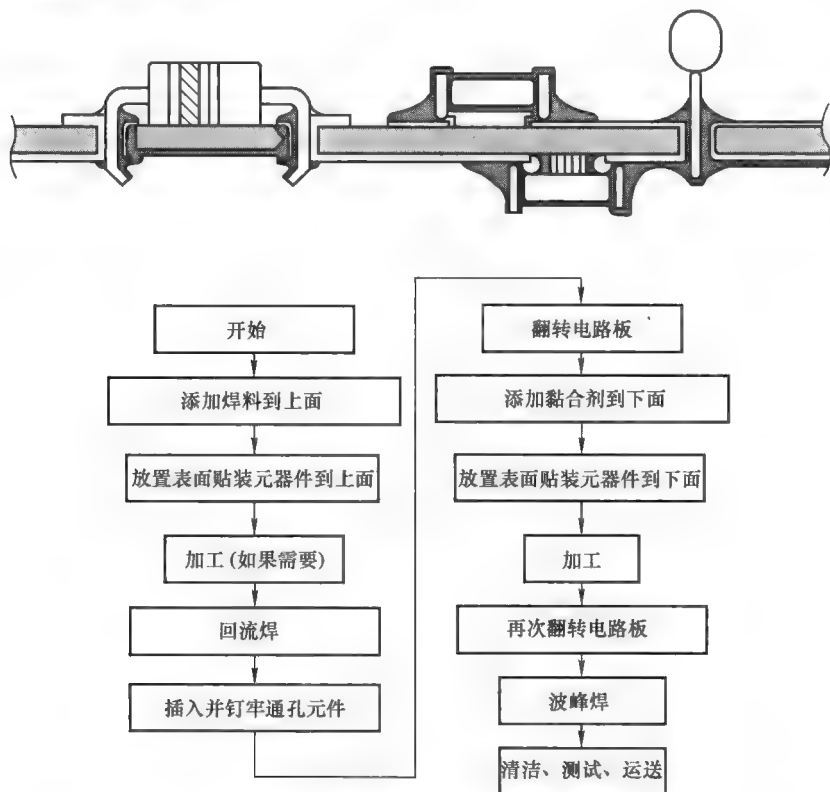 开始
添加焊料到上面
放置表面贴装元器件到上面
加工(如果需要)
回流焊
插入并钉牢通孔元件
翻转电路板
添加黏合剂到下面
放置表面贴装元器件到下面
加工
再次翻转电路板
波峰焊
清洁、测试、运送